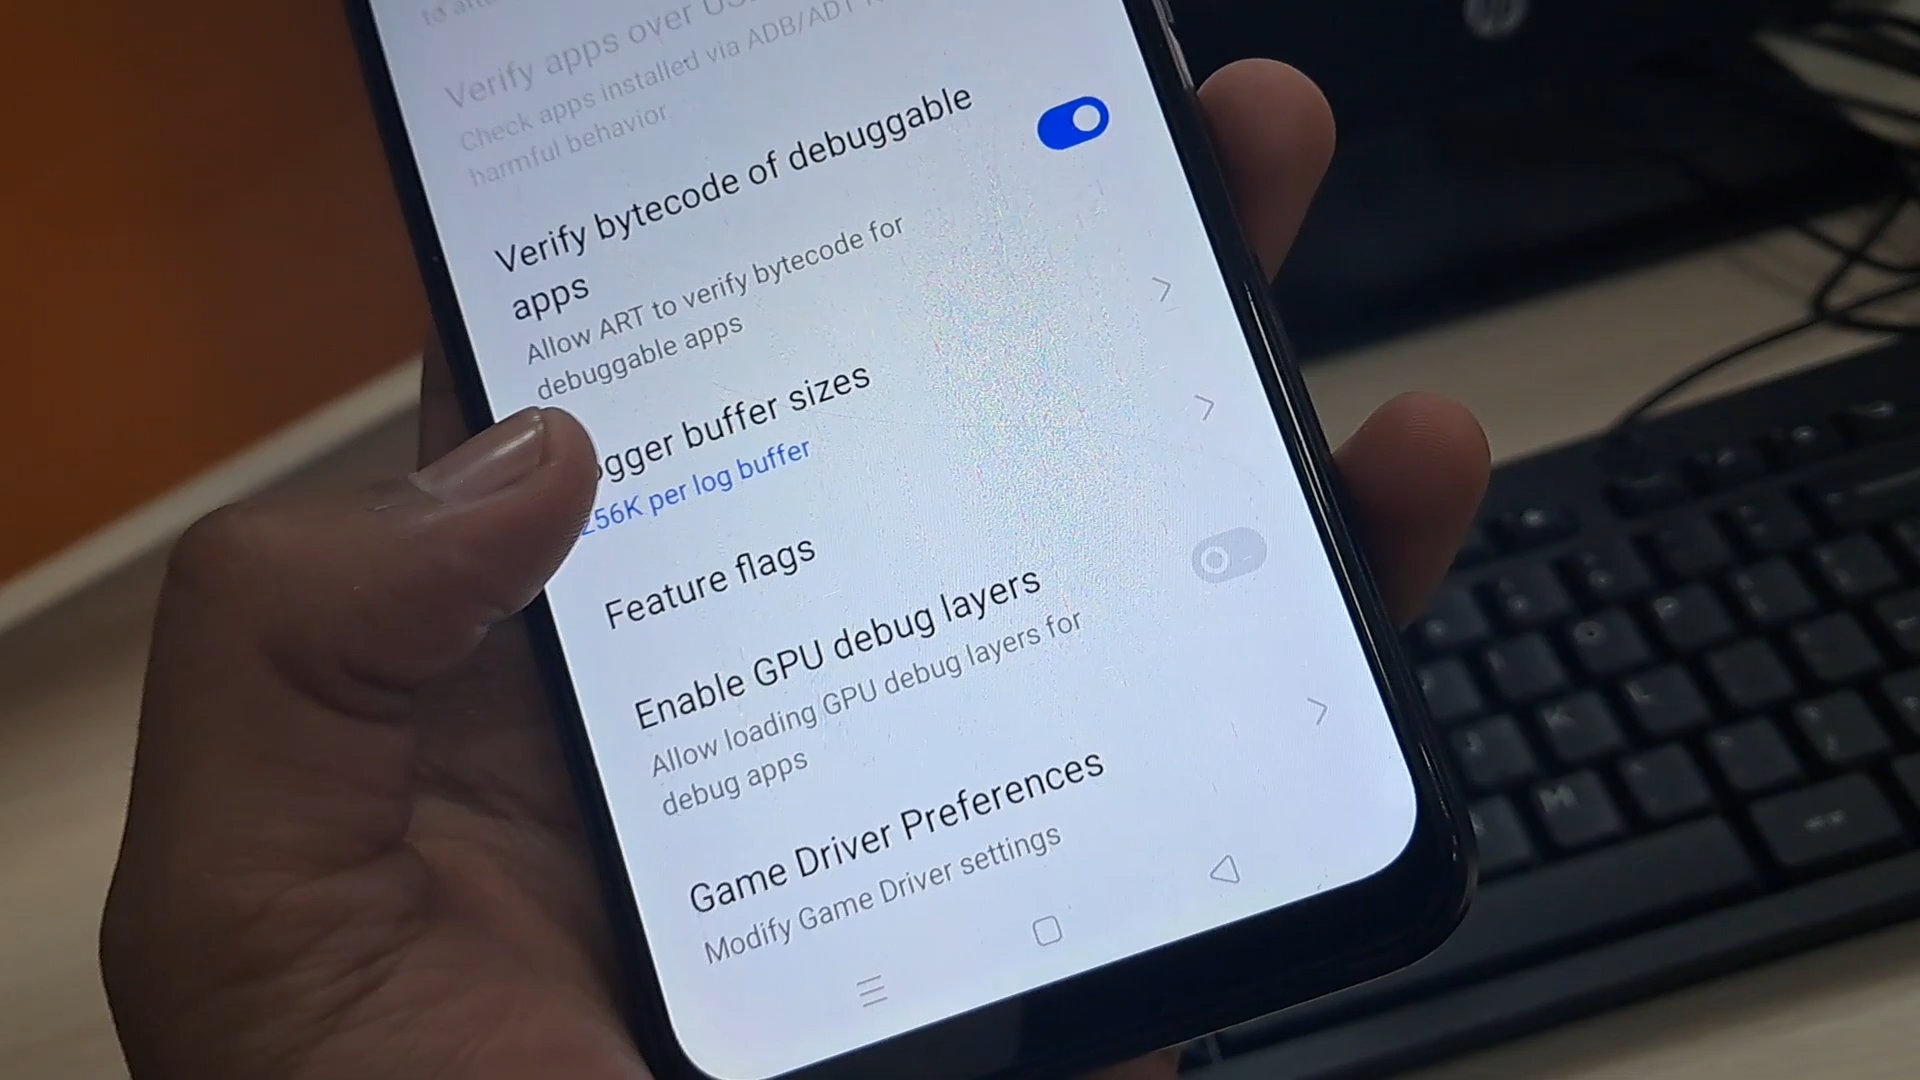 Verify apps over
Check apps installed via ADB/ADT
harmful behavior
Verify bytecode of debuggable
apps
Allow ART to verify bytecode for
debuggable apps
gger buffer sizes
256K per log buffer
Feature flags
Enable GPU debug layers
Allow loading GPU debug layers for
debug apps
Game Driver Preferences
Modify Game Driver settings
hp
K
M